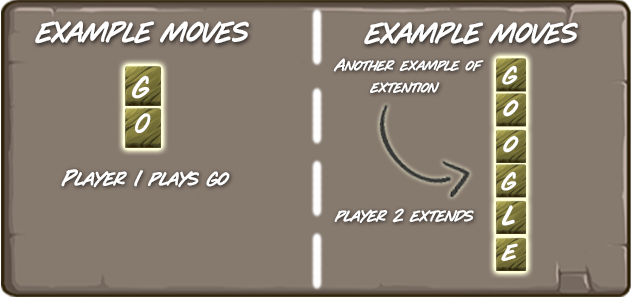 EXAMPLE MOVES
G
O
PLAYER 1 PLAYS GO
EXAMPLE MOVES
ANOTHER EXAMPLE OF
EXTENTION
G
O
O
G
L
E
PLAYER 2 EXTENDS